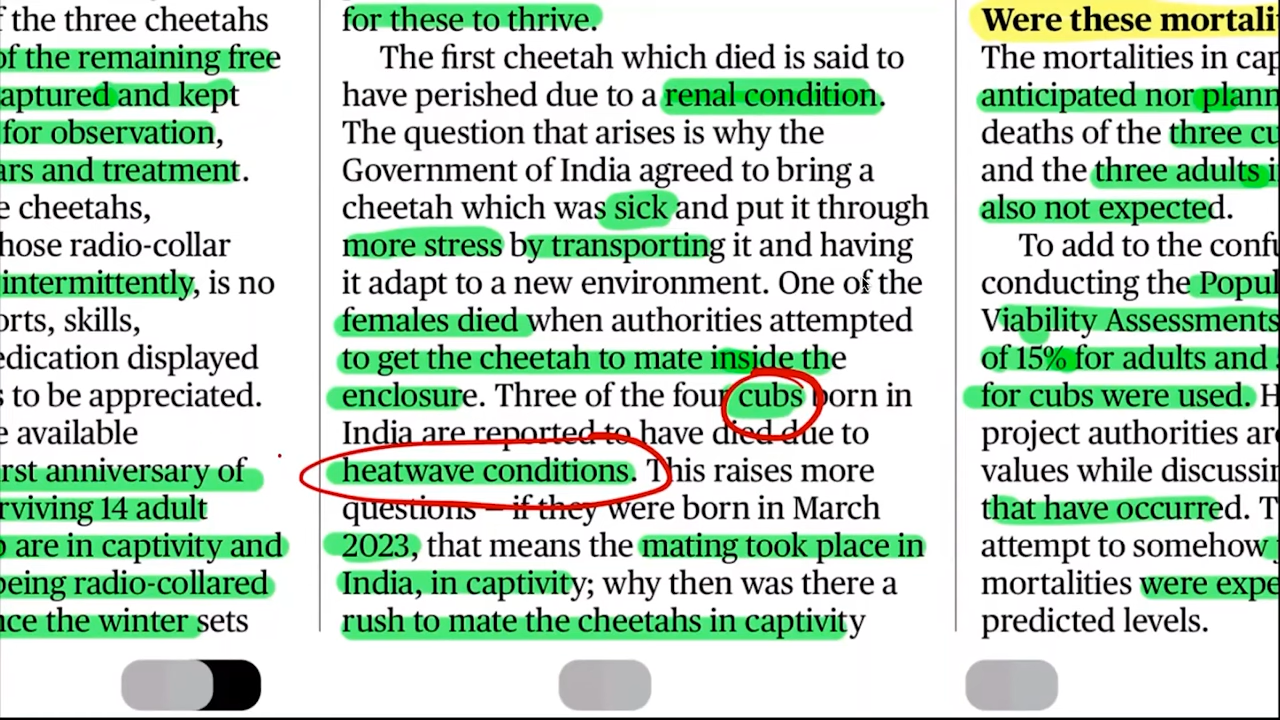 f the three cheetahs
of the remaining free
aptured and kept
for observation,
ars and treatment.
e cheetahs,
hose radio-collar
intermittently, is no
orts, skills,
edication displayed
s to be appreciated.
e available
rst anniversary of
rviving 14 adult
o are in captivity and
being radio-collared
nce the winter sets
for these to thrive.
The first cheetah which died is said to
have perished due to a renal condition.
The question that arises is why the
Government of India agreed to bring a
cheetah which was sick and put it through
more stress by transporting it and having
it adapt to a new environment. One of the
females died when authorities attempted
to get the cheetah to mate inside the
enclosure. Three of the four cubs born in
India are reported to have died due to
heatwave conditions. This raises more
questions — if they were born in March
2023, that means the mating took place in
India, in captivity; why then was there a
rush to mate the cheetahs in captivity
Were these mortali
The mortalities in cap
anticipated nor plann
deaths of the three cu
and the three adults i
also not expected.
To add to the confu
conducting the Popul
Viability Assessments
of 15% for adults and
for cubs were used. H
project authorities are
values while discussin
that have occurred. T
attempt to somehow
mortalities were expe
predicted levels.